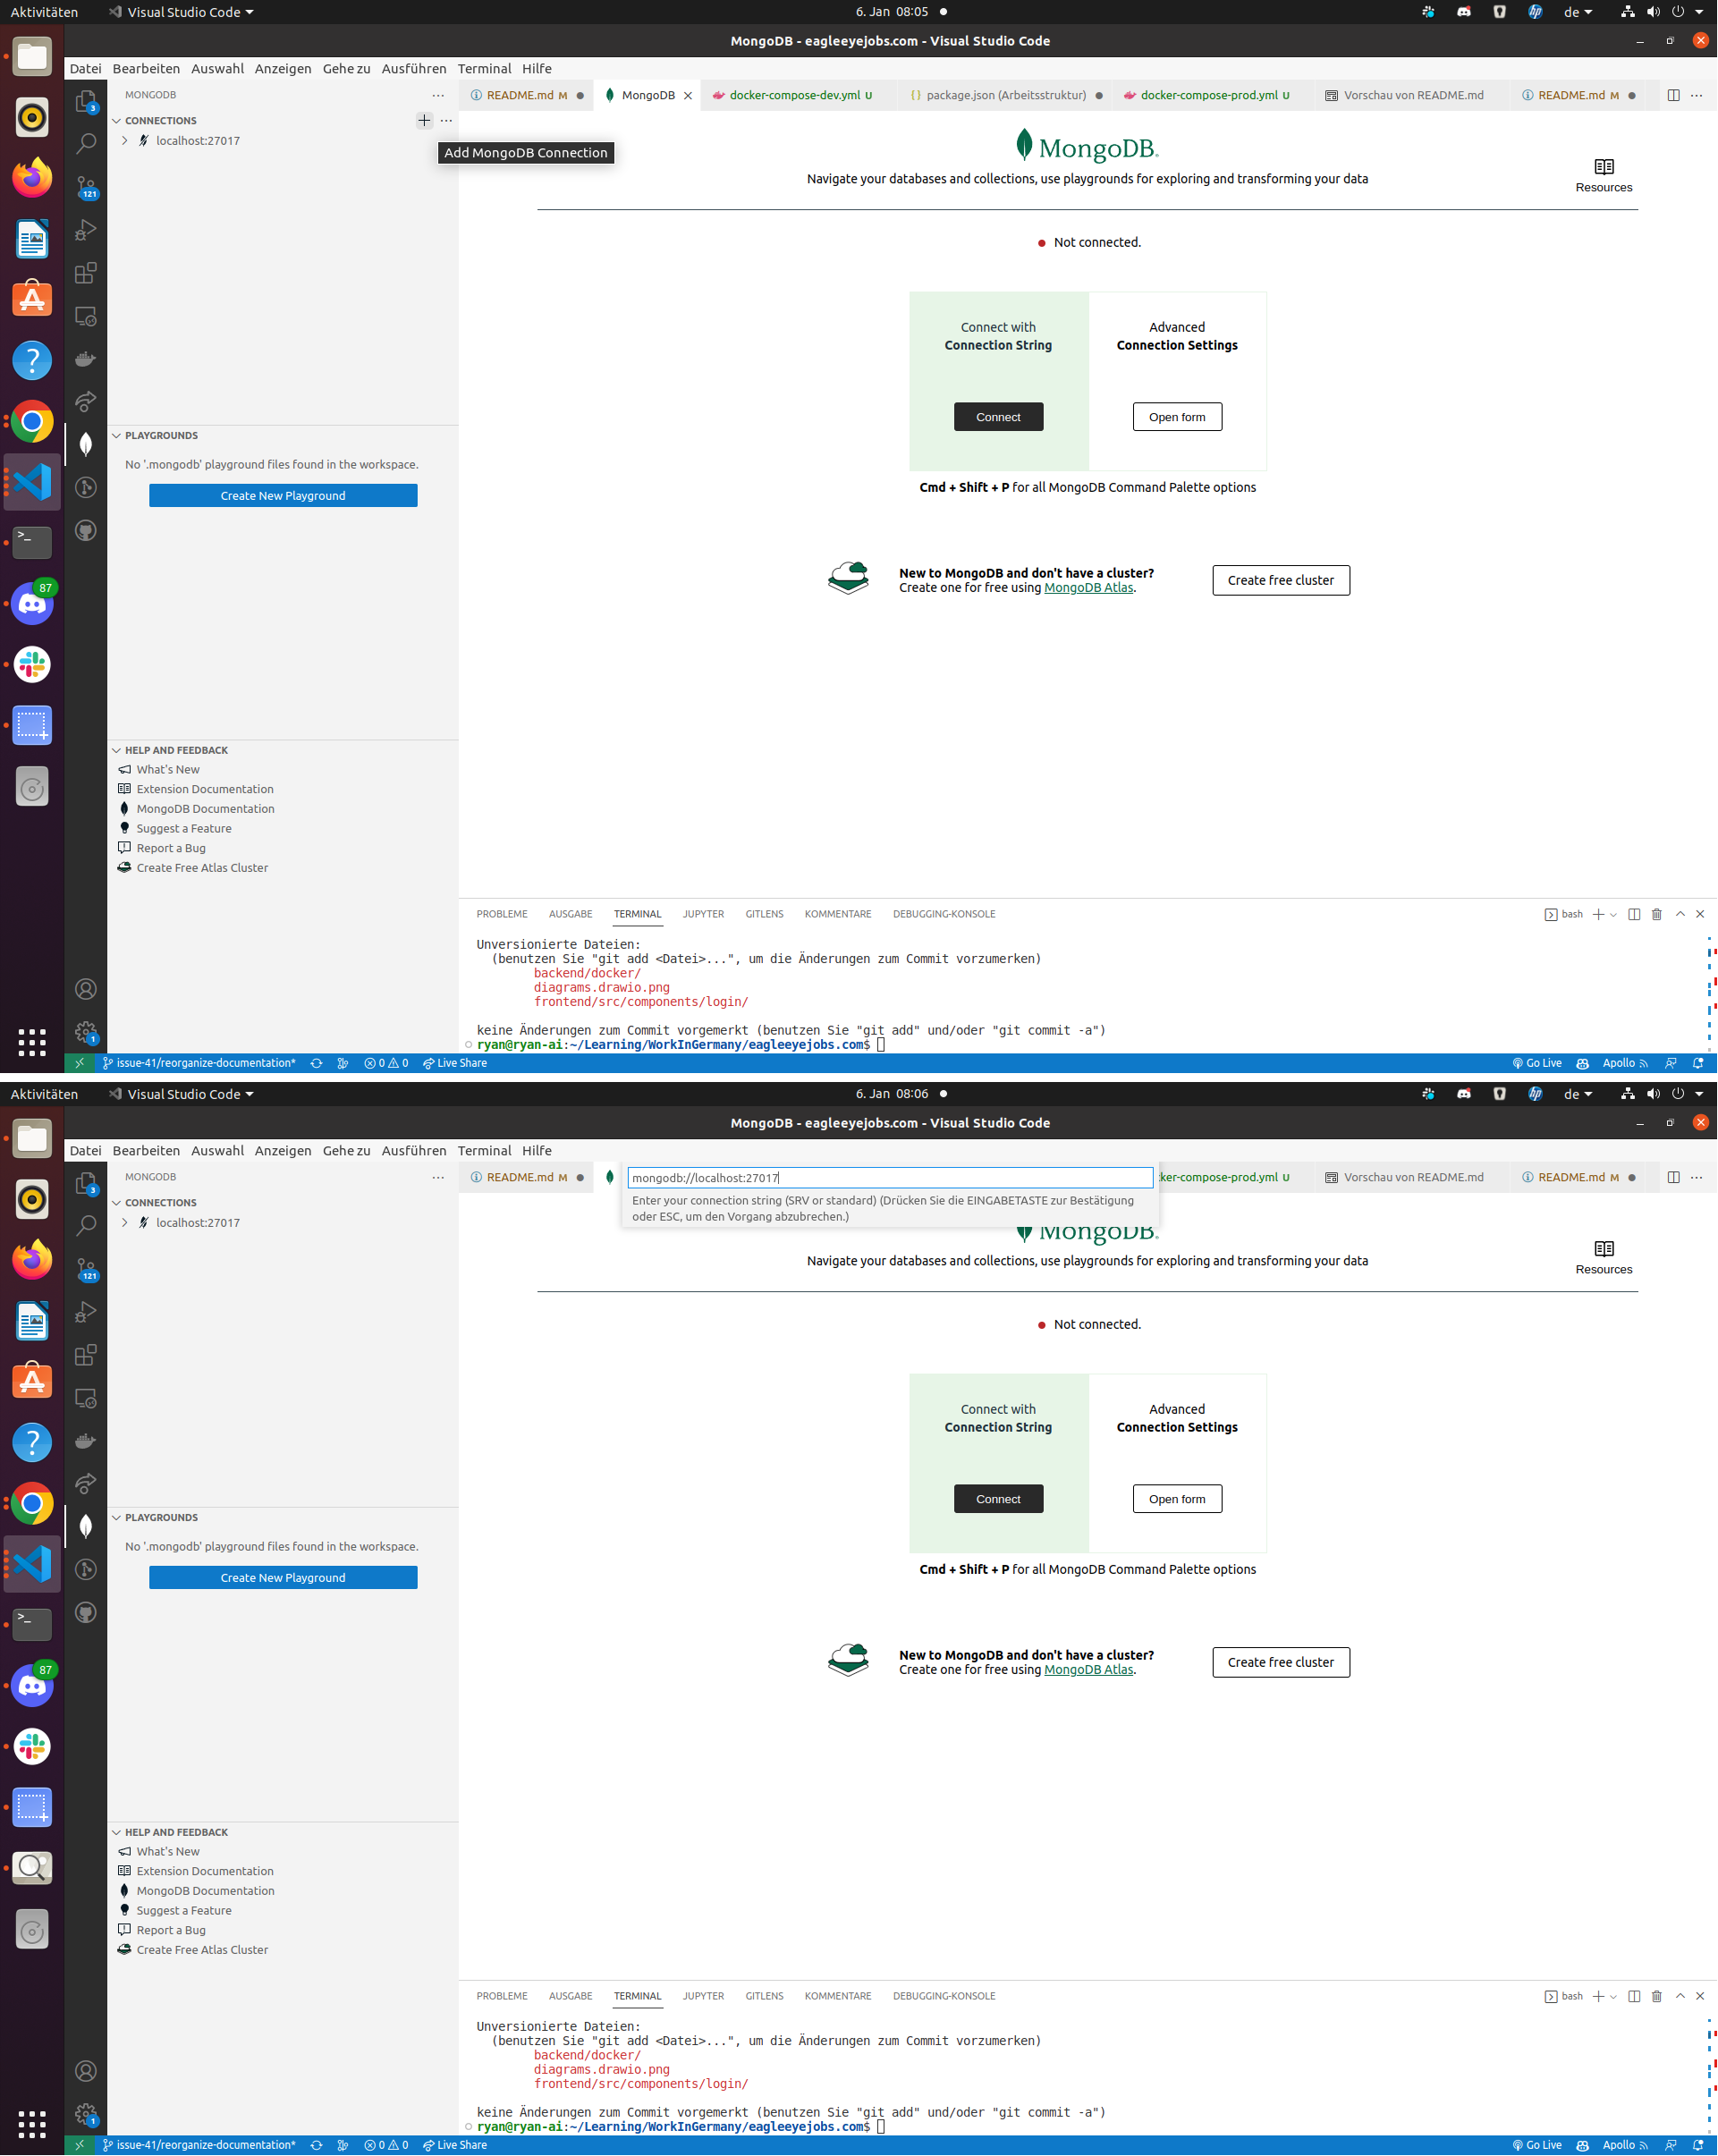 Aktivitäten
Visual Studio Code
6. Jan 08:05
de
MongoDB - eagleeyejobs.com - Visual Studio Code
Datei Bearbeiten Auswahl Anzeigen Gehe zu Ausführen Terminal Hilfe
MONGODB
README.md M
MongoDB
docker-compose-dev.yml U
package.json (Arbeitsstruktur)
docker-compose-prod.yml U
Vorschau von README.md
README.md M
3
CONNECTIONS
localhost:27017
Add MongoDB Connection
121
MongoDB.
Navigate your databases and collections, use playgrounds for exploring and transforming your data
Resources
Not connected.
Connect with
Connection String
Connect
Advanced
Connection Settings
Open form
Cmd + Shift + P for all MongoDB Command Palette options
PLAYGROUNDS
No '.mongodb' playground files found in the workspace.
Create New Playground
87
New to MongoDB and don't have a cluster?
Create one for free using MongoDB Atlas.
Create free cluster
HELP AND FEEDBACK
What's New
Extension Documentation
MongoDB Documentation
Suggest a Feature
Report a Bug
Create Free Atlas Cluster
PROBLEME AUSGABE TERMINAL JUPYTER GITLENS KOMMENTARE DEBUGGING-KONSOLE
bash
Unversionierte Dateien:
(benutzen Sie "git add <Datei>...", um die Änderungen zum Commit vorzumerken)
backend/docker/
diagrams.drawio.png
frontend/src/components/login/
keine Änderungen zum Commit vorgemerkt (benutzen Sie "git add" und/oder "git commit -a")
ryan@ryan-ai:~/Learning/WorkInGermany/eagleeyejobs.com$
1
issue-41/reorganize-documentation*
0 0
Live Share
Go Live
Apollo
Aktivitäten
Visual Studio Code
6. Jan 08:06
de
MongoDB - eagleeyejobs.com - Visual Studio Code
Datei Bearbeiten Auswahl Anzeigen Gehe zu Ausführen Terminal Hilfe
MONGODB
README.md M
mongodb://localhost:27017
Enter your connection string (SRV or standard) (Drücken Sie die EINGABETASTE zur Bestätigung
oder ESC, um den Vorgang abzubrechen.)
cker-compose-prod.yml U
Vorschau von README.md
README.md M
3
CONNECTIONS
localhost:27017
121
MongoDB.
Navigate your databases and collections, use playgrounds for exploring and transforming your data
Resources
Not connected.
Connect with
Connection String
Connect
Advanced
Connection Settings
Open form
Cmd + Shift + P for all MongoDB Command Palette options
PLAYGROUNDS
No '.mongodb' playground files found in the workspace.
Create New Playground
87
New to MongoDB and don't have a cluster?
Create one for free using MongoDB Atlas.
Create free cluster
HELP AND FEEDBACK
What's New
Extension Documentation
MongoDB Documentation
Suggest a Feature
Report a Bug
Create Free Atlas Cluster
PROBLEME AUSGABE TERMINAL JUPYTER GITLENS KOMMENTARE DEBUGGING-KONSOLE
bash
Unversionierte Dateien:
(benutzen Sie "git add <Datei>...", um die Änderungen zum Commit vorzumerken)
backend/docker/
diagrams.drawio.png
frontend/src/components/login/
keine Änderungen zum Commit vorgemerkt (benutzen Sie "git add" und/oder "git commit -a")
ryan@ryan-ai:~/Learning/WorkInGermany/eagleeyejobs.com$
1
issue-41/reorganize-documentation*
0 0
Live Share
Go Live
Apollo